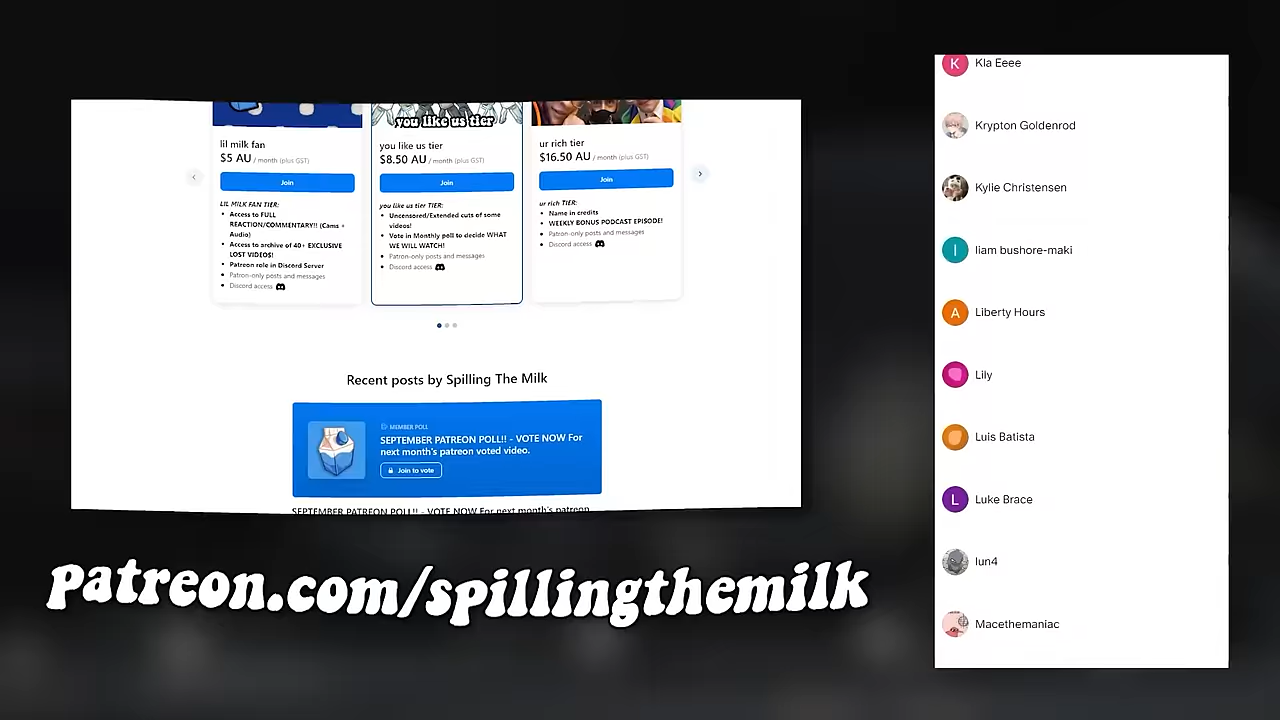 you like us tier
lil milk fan
$5 AU / month (plus GST)
Join
LIL MILK FAN TIER:
• Access to FULL
REACTION/COMMENTARY!! (Cams +
Audio)
• Access to archive of 40+ EXCLUSIVE
LOST VIDEOS!
• Patreon role in Discord Server
• Patron-only posts and messages
• Discord access
you like us tier
$8.50 AU / month (plus GST)
Join
you like us tier TIER:
• Uncensored/Extended cuts of some
videos!
• Vote in Monthly poll to decide WHAT
WE WILL WATCH!
• Patron-only posts and messages
• Discord access
ur rich tier
$16.50 AU / month (plus GST)
Join
ur rich TIER:
• Name in credits
• WEEKLY BONUS PODCAST EPISODE!
• Patron-only posts and messages
• Discord access
Recent posts by Spilling The Milk
MEMBER POLL
SEPTEMBER PATREON POLL!! - VOTE NOW For
next month's patreon voted video.
Join to vote
SEPTEMBER PATREON POLL!! - VOTE NOW For next month's patreon
patreon.com/spillingthemilk
K
Kla Eeee
Krypton Goldenrod
Kylie Christensen
l
liam bushore-maki
A
Liberty Hours
Lily
Luis Batista
L
Luke Brace
lun4
Macethemaniac